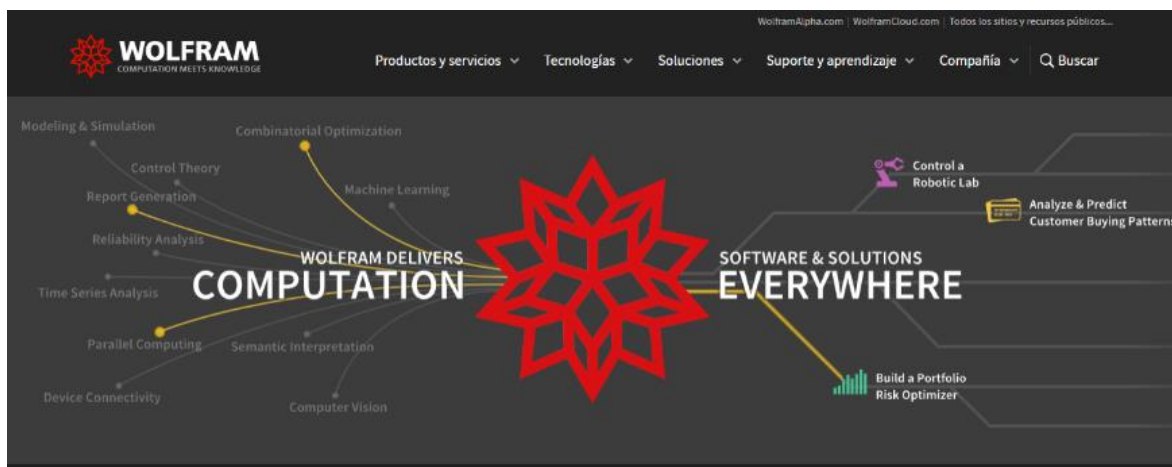 WolframAlpha.com | WolframCloud.com | Todos los sitios y recursos públicos...
WOLFRAM
COMPUTATION MEETS KNOWLEDGE
Productos y servicios
Tecnologías
Soluciones
Suporte y aprendizaje
Compañía
Buscar
Modeling & Simulation
Combinatorial Optimization
Control Theory
Machine Learning
Report Generation
Reliability Analysis
Time Series Analysis
Parallel Computing
Semantic Interpretation
Device Connectivity
Computer Vision
WOLFRAM DELIVERS
COMPUTATION
SOFTWARE & SOLUTIONS
EVERYWHERE
Control a
Robotic Lab
Analyze & Predict
Customer Buying Patterns
Build a Portfolio
Risk Optimizer